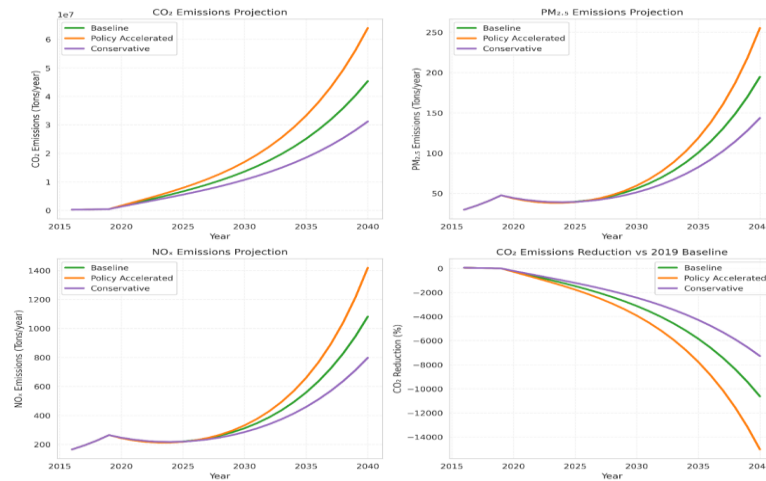 CO₂ Emissions Projection
1e7
Baseline
Policy Accelerated
Conservative
CO₂ Emissions (Tons/year)
6
5
4
3
2
1
0
2015 2020 2025 2030 2035 2040
Year
PM₂.₅ Emissions Projection
Baseline
Policy Accelerated
Conservative
PM₂.₅ Emissions (Tons/year)
250
200
150
100
50
2015 2020 2025 2030 2035 2040
Year
NOₓ Emissions Projection
Baseline
Policy Accelerated
Conservative
NOₓ Emissions (Tons/year)
1400
1200
1000
800
600
400
200
2015 2020 2025 2030 2035 2040
Year
CO₂ Emissions Reduction vs 2019 Baseline
Baseline
Policy Accelerated
Conservative
CO₂ Reduction (%)
0
−2000
−4000
−6000
−8000
−10000
−12000
−14000
2015 2020 2025 2030 2035 204
Year